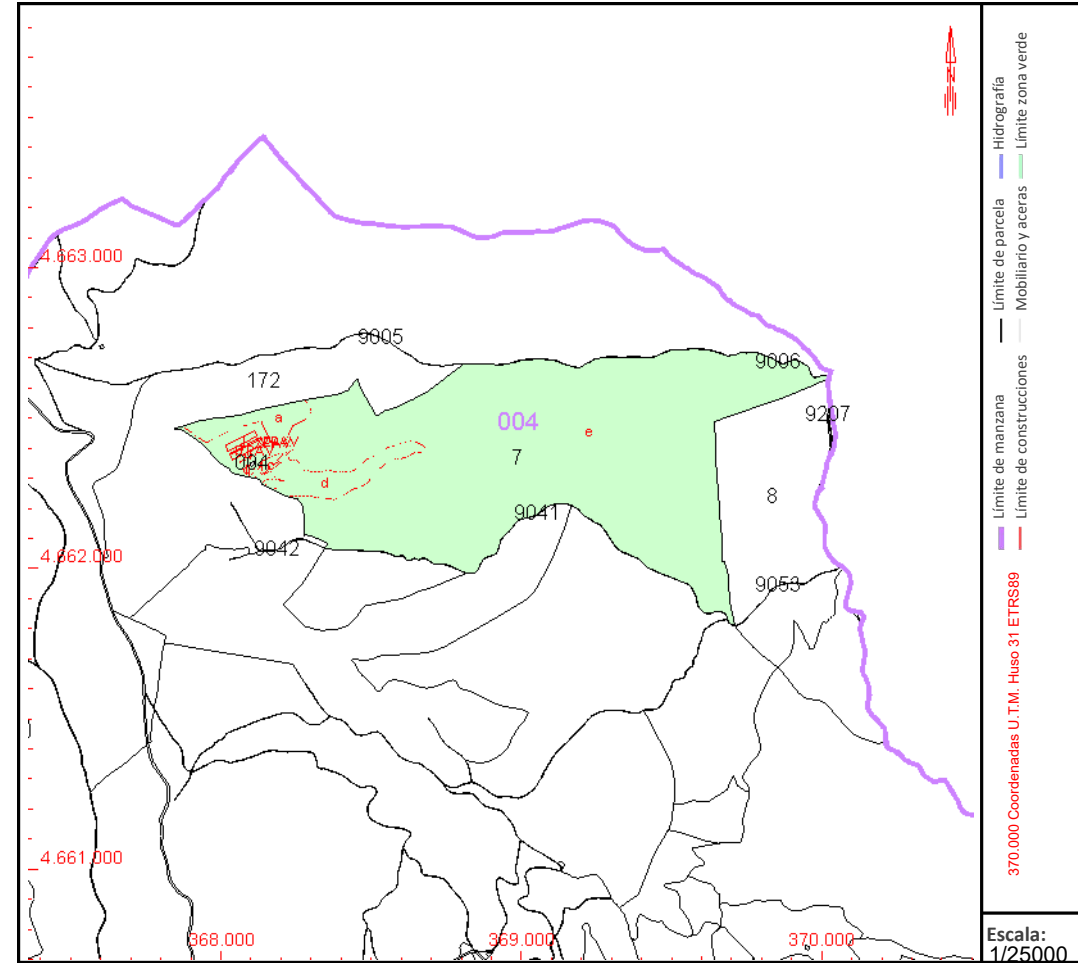 N
4.663.000
9005
9006
172
9207
a
004
e
7
004
d
8
9041
9042
4.662.000
9053
4.661.000
368.000
369.000
370.000
370.000 Coordenadas U.T.M. Huso 31 ETRS89
Límite de manzana
Límite de parcela
Hidrografía
Límite de construcciones
Mobiliario y aceras
Límite zona verde
Escala:
1/25000